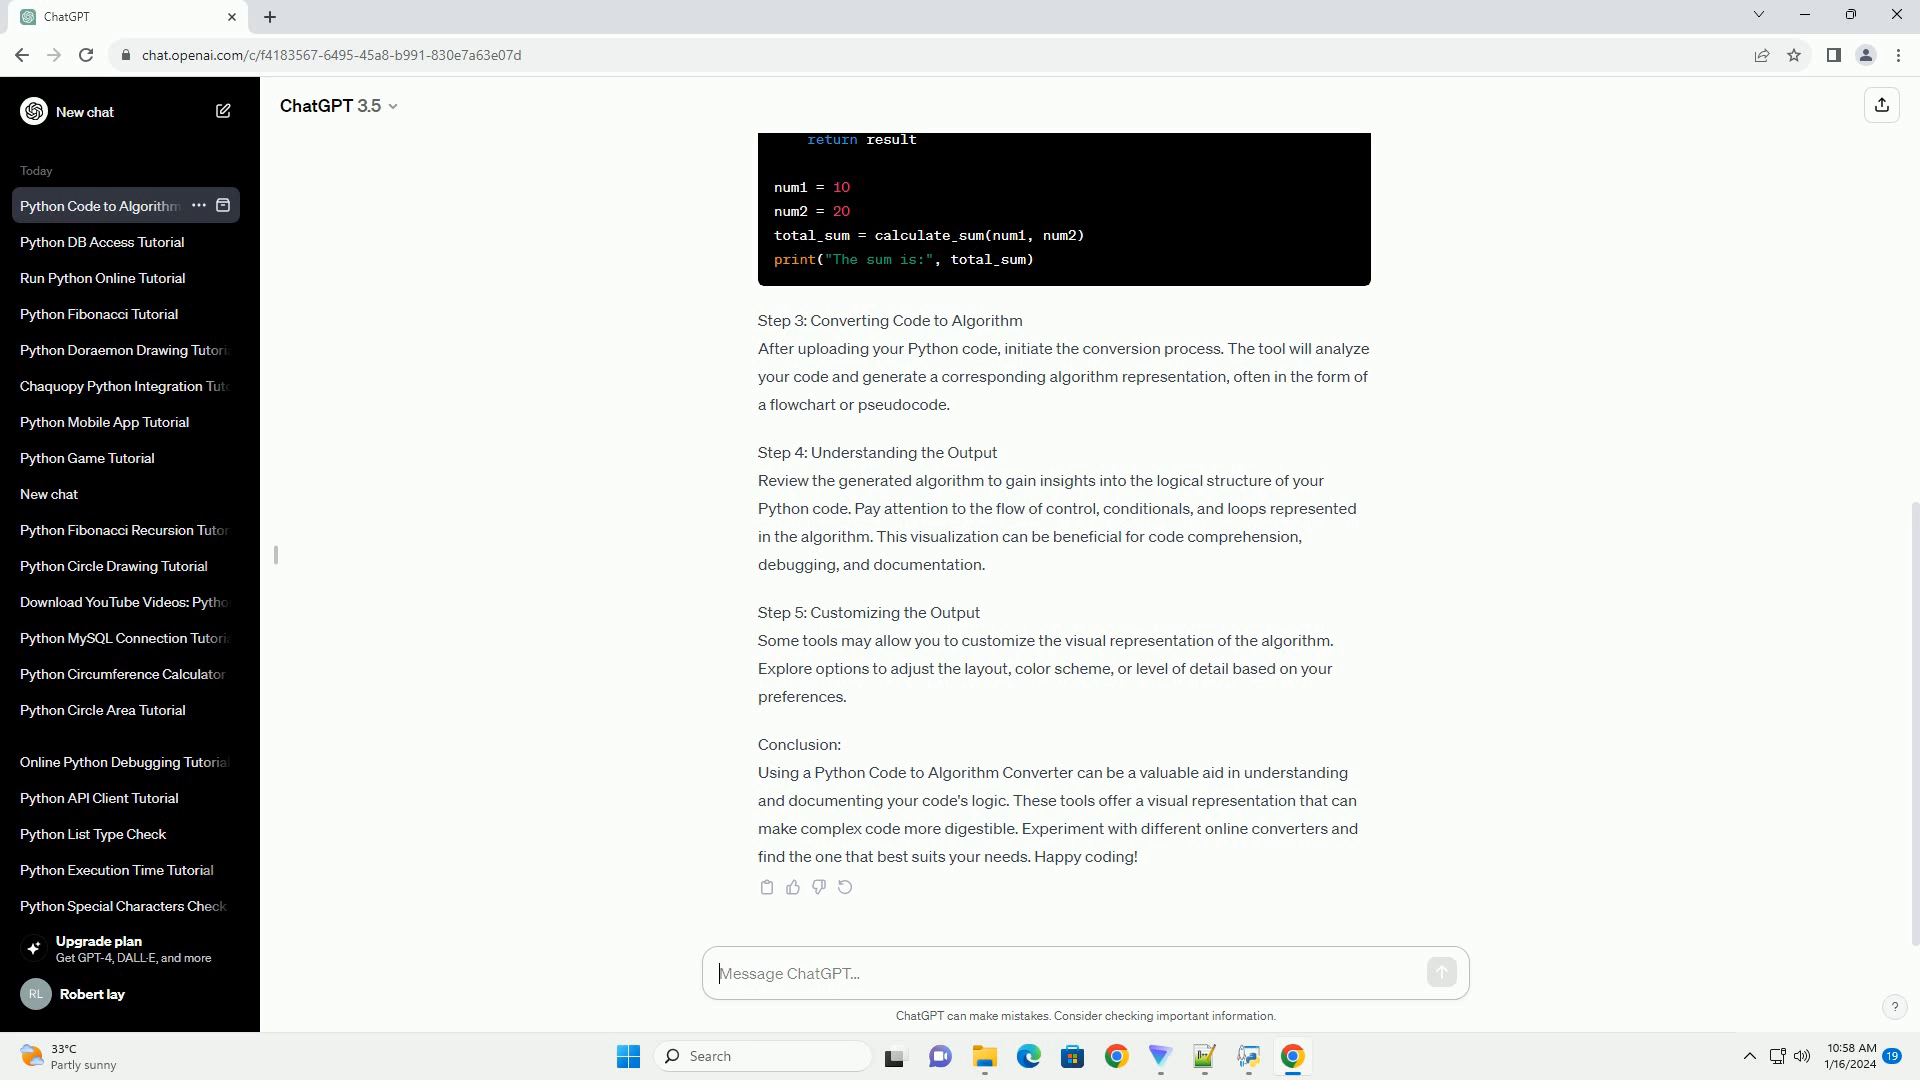 ChatGPT
chat.openai.com/c/f4183567-6495-45a8-b991-830e7a63e07d
New chat
ChatGPT 3.5
Today
Python Code to Algorithm
Python DB Access Tutorial
Run Python Online Tutorial
Python Fibonacci Tutorial
Python Doraemon Drawing Tutori
Chaquopy Python Integration Tuto
Python Mobile App Tutorial
Python Game Tutorial
New chat
Python Fibonacci Recursion Tutor
Python Circle Drawing Tutorial
Download YouTube Videos: Pytho
Python MySQL Connection Tutori
Python Circumference Calculator
Python Circle Area Tutorial
Online Python Debugging Tutorial
Python API Client Tutorial
Python List Type Check
Python Execution Time Tutorial
Python Special Characters Check
Upgrade plan
Get GPT-4, DALL·E, and more
RL
Robert lay
return result
num1 = 10
num2 = 20
total_sum = calculate_sum(num1, num2)
print("The sum is:", total_sum)
Step 3: Converting Code to Algorithm
After uploading your Python code, initiate the conversion process. The tool will analyze
your code and generate a corresponding algorithm representation, often in the form of
a flowchart or pseudocode.
Step 4: Understanding the Output
Review the generated algorithm to gain insights into the logical structure of your
Python code. Pay attention to the flow of control, conditionals, and loops represented
in the algorithm. This visualization can be beneficial for code comprehension,
debugging, and documentation.
Step 5: Customizing the Output
Some tools may allow you to customize the visual representation of the algorithm.
Explore options to adjust the layout, color scheme, or level of detail based on your
preferences.
Conclusion:
Using a Python Code to Algorithm Converter can be a valuable aid in understanding
and documenting your code's logic. These tools offer a visual representation that can
make complex code more digestible. Experiment with different online converters and
find the one that best suits your needs. Happy coding!
Message ChatGPT...
ChatGPT can make mistakes. Consider checking important information.
?
33°C
Partly sunny
Search
10:58 AM
1/16/2024
19